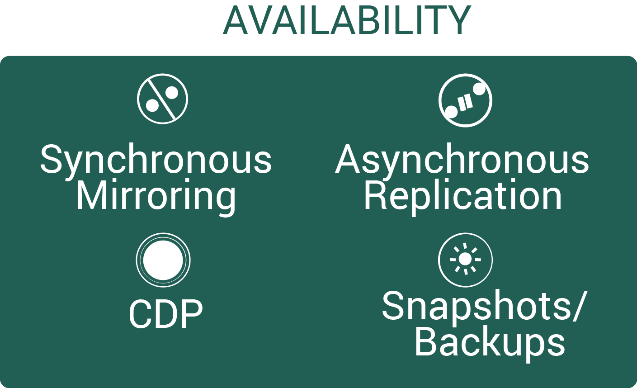 AVAILABILITY
Synchronous
Mirroring
Asynchronous
Replication
CDP
Snapshots/
Backups